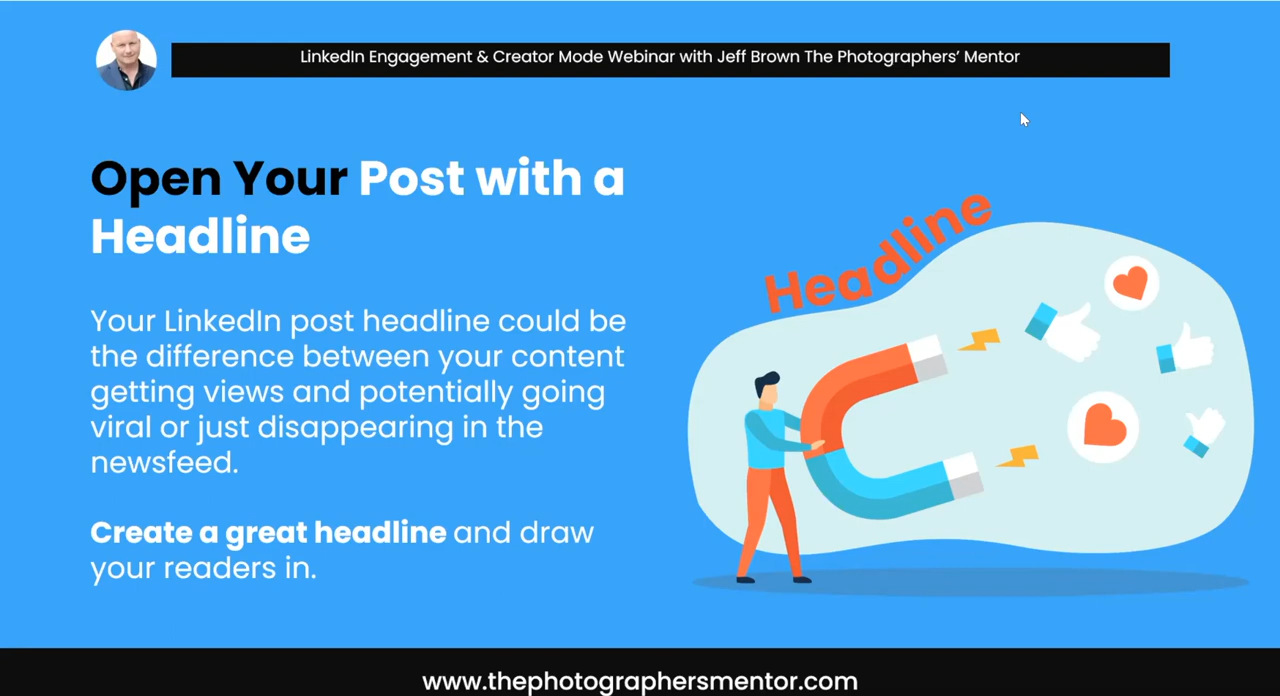 LinkedIn Engagement & Creator Mode Webinar with Jeff Brown The Photographers’ Mentor
Open Your Post with a
Headline
Your LinkedIn post headline could be
the difference between your content
getting views and potentially going
viral or just disappearing in the
newsfeed.
Create a great headline and draw
your readers in.
Headline
www.thephotographersmentor.com